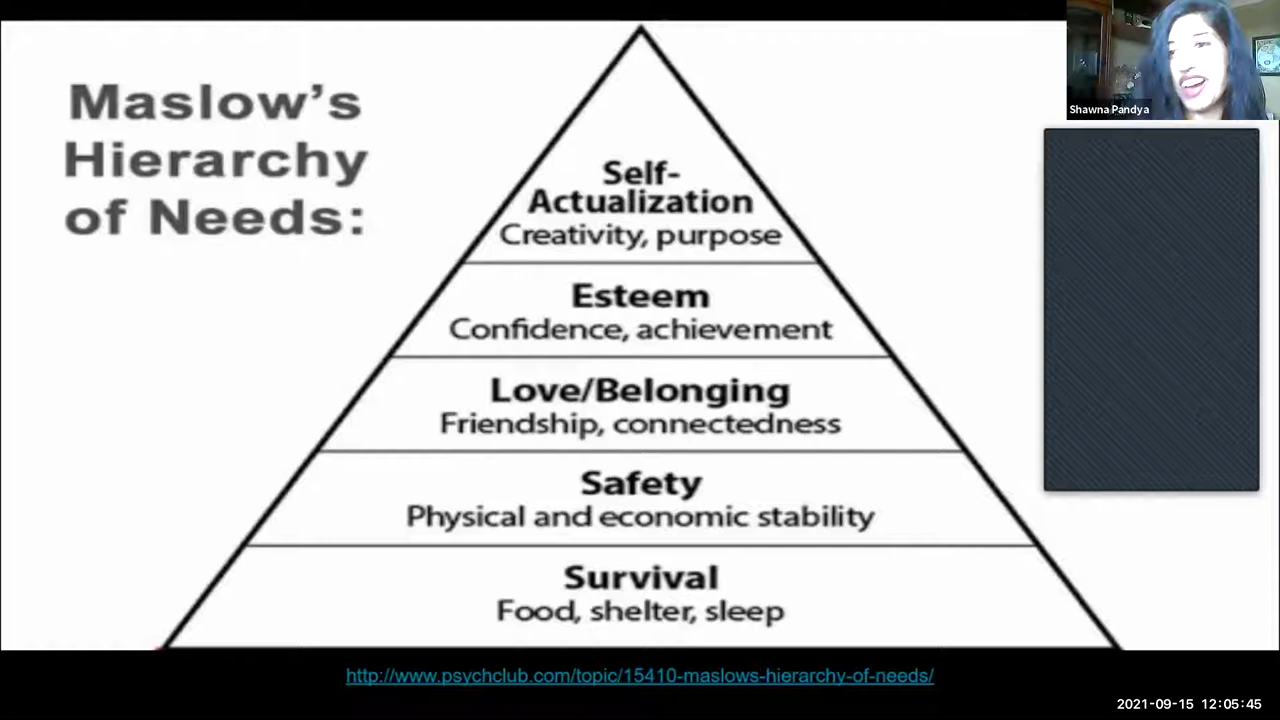 Maslow's
Hierarchy
of Needs:
Self-
Actualization
Creativity, purpose
Esteem
Confidence, achievement
Love/Belonging
Friendship, connectedness
Safety
Physical and economic stability
Survival
Food, shelter, sleep
http://www.psychclub.com/topic/15410-maslows-hierarchy-of-needs/
Shawna Pandya
2021-09-15 12:05:45